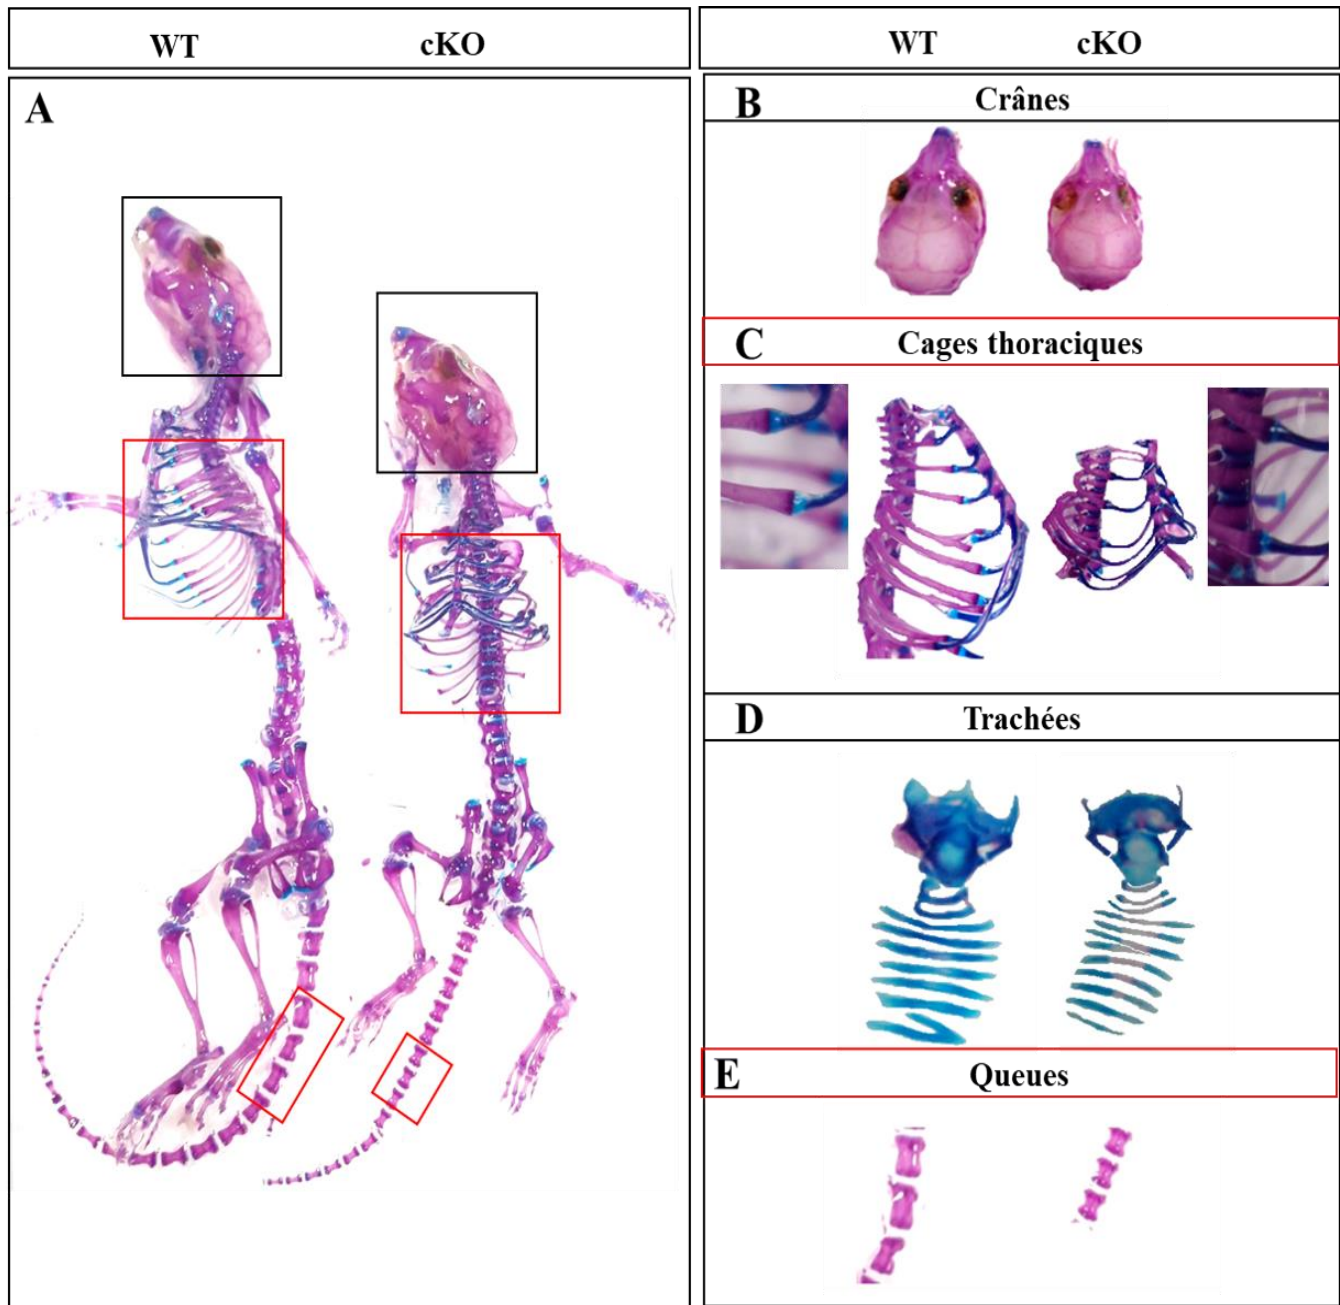 WT cKO
WT cKO
A
B Crânes
C Cages thoraciques
D Trachées
E Queues